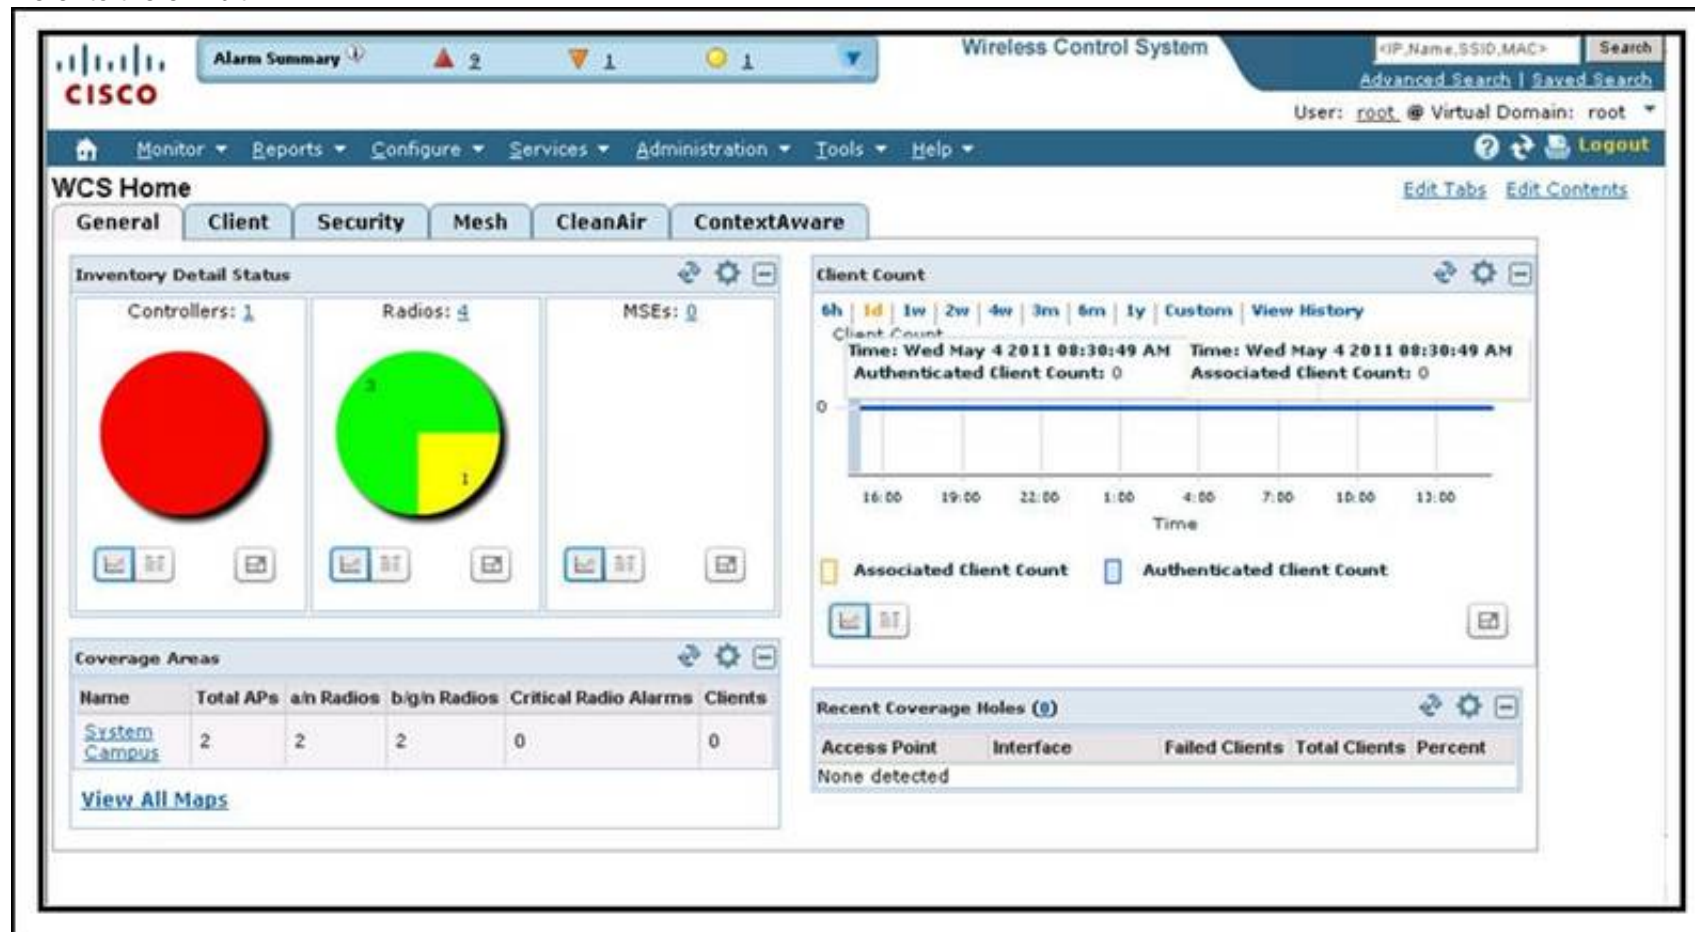 Alarm Summary 2 1 1
Wireless Control System
<IP,Name,SSID,MAC> Search
Advanced Search | Saved Search
CISCO
User: root @ Virtual Domain: root
Monitor Reports Configure Services Administration Tools Help
Logout
WCS Home
Edit Tabs Edit Contents
General Client Security Mesh CleanAir ContextAware
Inventory Detail Status
Controllers: 1 Radios: 4 MSEs: 0
3
1
Client Count
6h | 1d | 1w | 2w | 4w | 3m | 6m | 1y | Custom | View History
Client Count
Time: Wed May 4 2011 08:30:49 AM Time: Wed May 4 2011 08:30:49 AM
Authenticated Client Count: 0 Associated Client Count: 0
0
16:00 19:00 22:00 1:00 4:00 7:00 10:00 13:00
Time
Associated Client Count Authenticated Client Count
Coverage Areas
Name Total APs a/n Radios b/g/n Radios Critical Radio Alarms Clients
System Campus 2 2 2 0 0
View All Maps
Recent Coverage Holes (0)
Access Point Interface Failed Clients Total Clients Percent
None detected